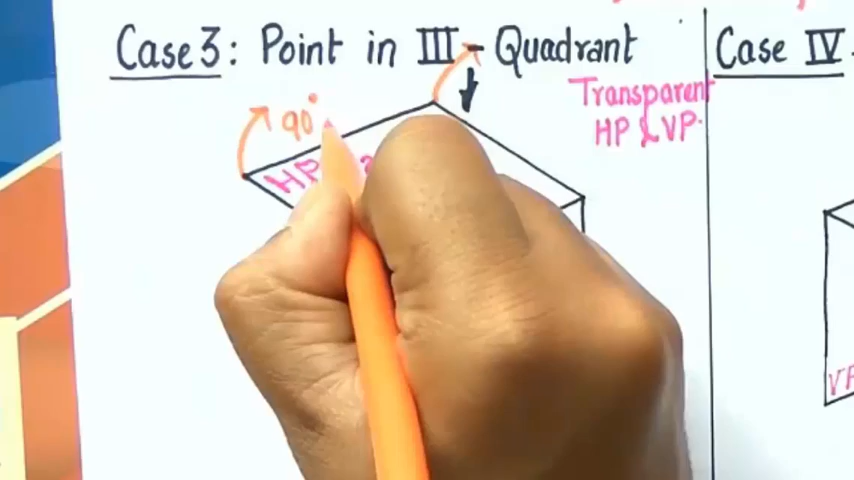 Case 3: Point in III - Quadrant
Case IV
Transparent
HP & VP.
90°
HP
VP